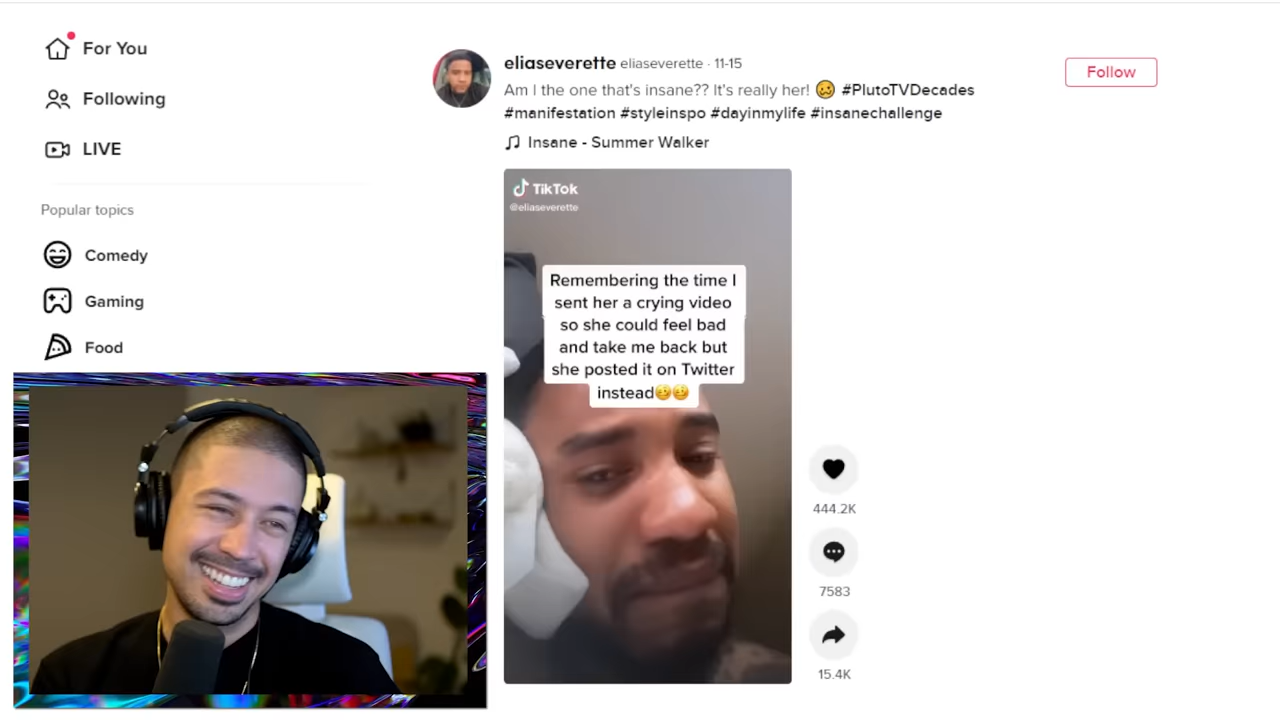 For You
Following
LIVE
Popular topics
Comedy
Gaming
Food
eliaseverette eliaseverette · 11-15
Am I the one that's insane?? It's really her! 🥴 #PlutoTVDecades
#manifestation #styleinspo #dayinmylife #insanechallenge
Insane - Summer Walker
Follow
TikTok
@eliaseverette
Remembering the time I
sent her a crying video
so she could feel bad
and take me back but
she posted it on Twitter
instead🥴🥴
444.2K
7583
15.4K